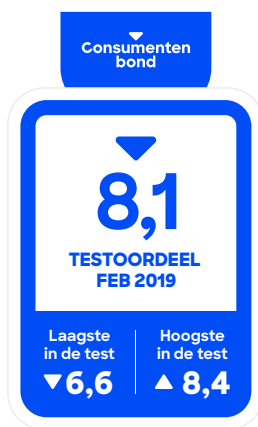 Consumenten
bond
8,1
TESTOORDEEL
FEB 2019
Laagste
in de test
6,6
Hoogste
in de test
8,4